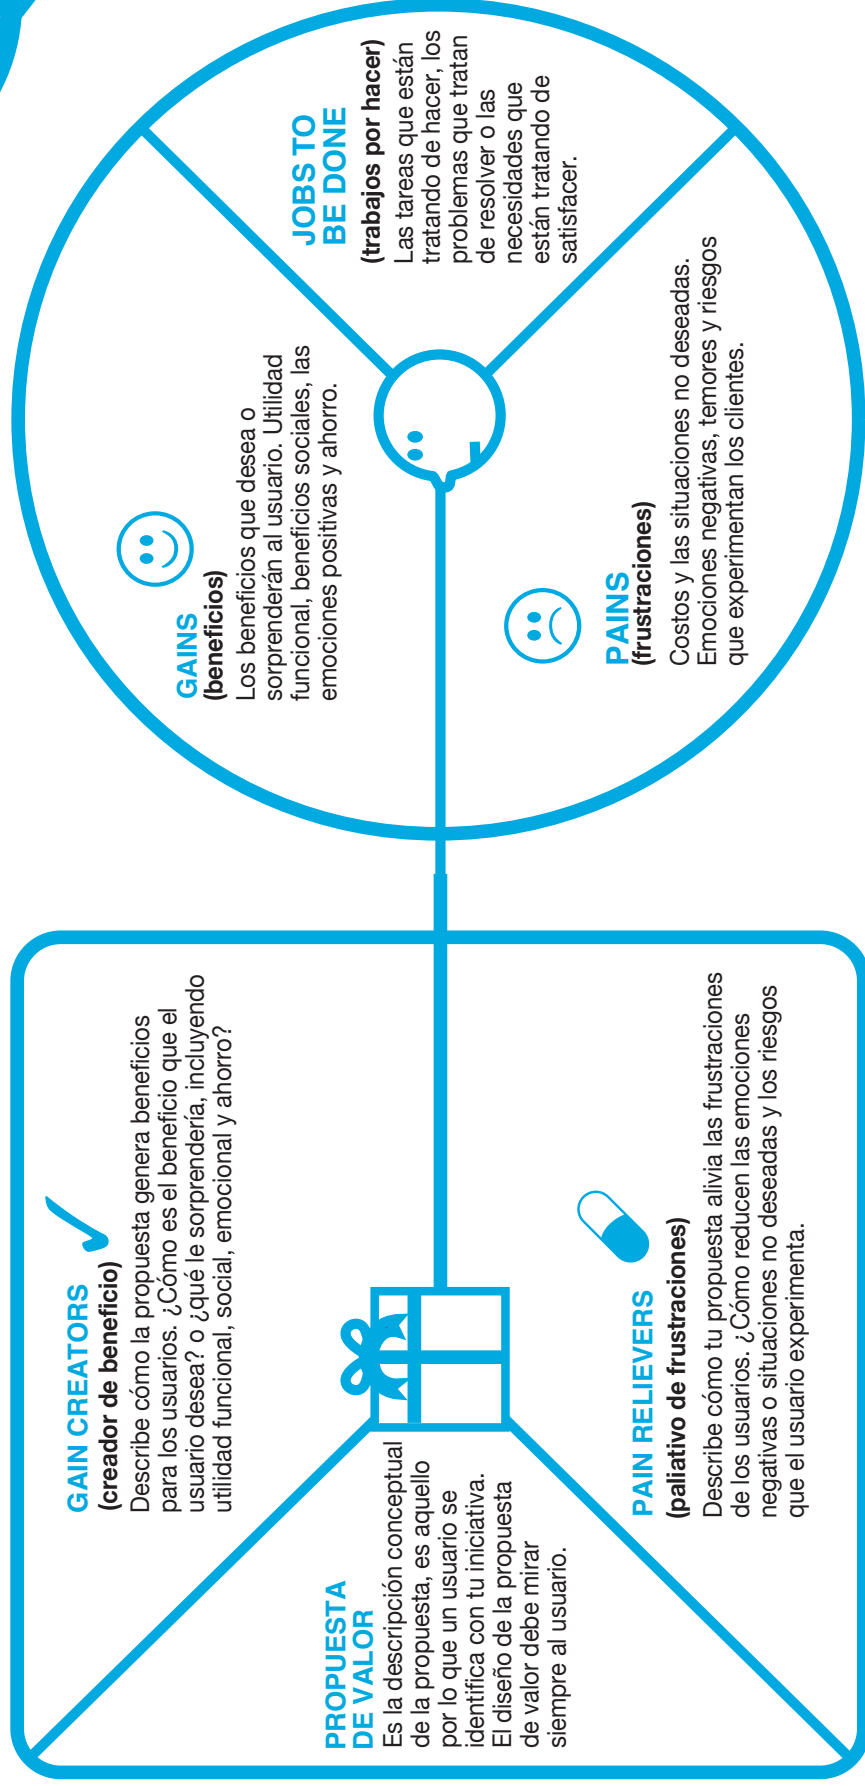 GAIN CREATORS
(creador de beneficio)
Describe cómo la propuesta genera beneficios
para los usuarios. ¿Cómo es el beneficio que el
usuario desea? o ¿qué le sorprendería, incluyendo
utilidad funcional, social, emocional y ahorro?
PROPUESTA
DE VALOR
Es la descripción conceptual
de la propuesta, es aquello
por lo que un usuario se
identifica con tu iniciativa.
El diseño de la propuesta
de valor debe mirar
siempre al usuario.
PAIN RELIEVERS
(paliativo de frustraciones)
Describe cómo tu propuesta alivia las frustraciones
de los usuarios. ¿Cómo reducen las emociones
negativas o situaciones no deseadas y los riesgos
que el usuario experimenta.
GAINS
(beneficios)
Los beneficios que desea o
sorprenderán al usuario. Utilidad
funcional, beneficios sociales, las
emociones positivas y ahorro.
JOBS TO
BE DONE
(trabajos por hacer)
Las tareas que están
tratando de hacer, los
problemas que tratan
de resolver o las
necesidades que
están tratando de
satisfacer.
PAINS
(frustraciones)
Costos y las situaciones no deseadas.
Emociones negativas, temores y riesgos
que experimentan los clientes.